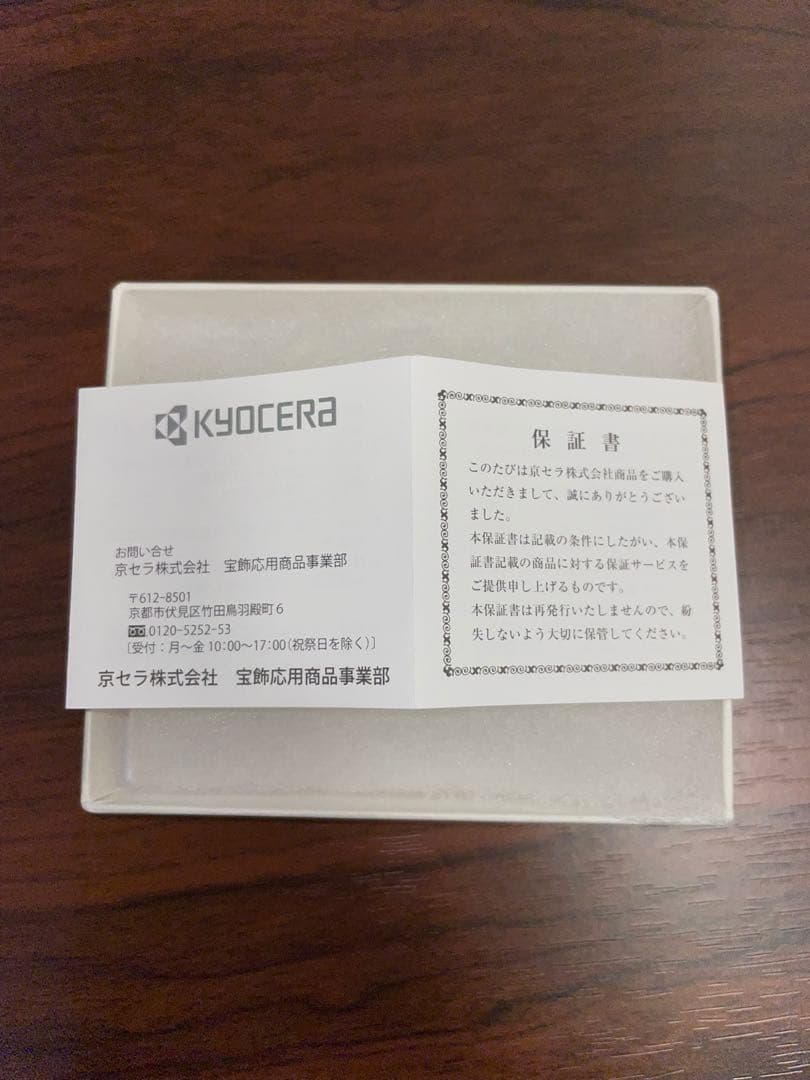 KYOCERA
お問い合せ
京セラ株式会社　宝飾応用商品事業部
〒612-8501
京都市伏見区竹田鳥羽殿町6
0120-5252-53
〔受付：月〜金 10:00〜17:00(祝祭日を除く)〕
京セラ株式会社　宝飾応用商品事業部
保証書
このたびは京セラ株式会社商品をご購入
いただきまして、誠にありがとうござい
ました。
本保証書は記載の条件にしたがい、本保
証書記載の商品に対する保証サービスを
ご提供申し上げるものです。
本保証書は再発行いたしませんので、紛
失しないよう大切に保管してください。